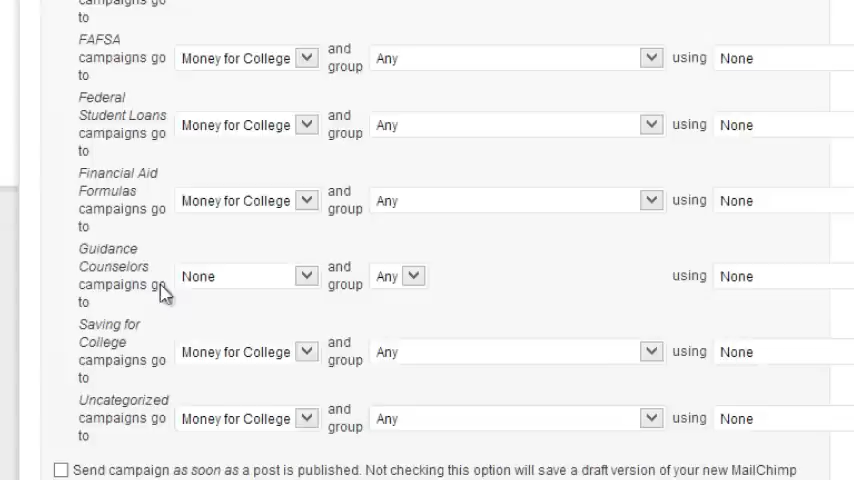 campaigns go
to
FAFSA
campaigns go
to
Money for College
and
group
Any
using
None
Federal
Student Loans
campaigns go
to
Money for College
and
group
Any
using
None
Financial Aid
Formulas
campaigns go
to
Money for College
and
group
Any
using
None
Guidance
Counselors
campaigns go
to
None
and
group
Any
using
None
Saving for
College
campaigns go
to
Money for College
and
group
Any
using
None
Uncategorized
campaigns go
to
Money for College
and
group
Any
using
None
Send campaign as soon as a post is published. Not checking this option will save a draft version of your new MailChimp